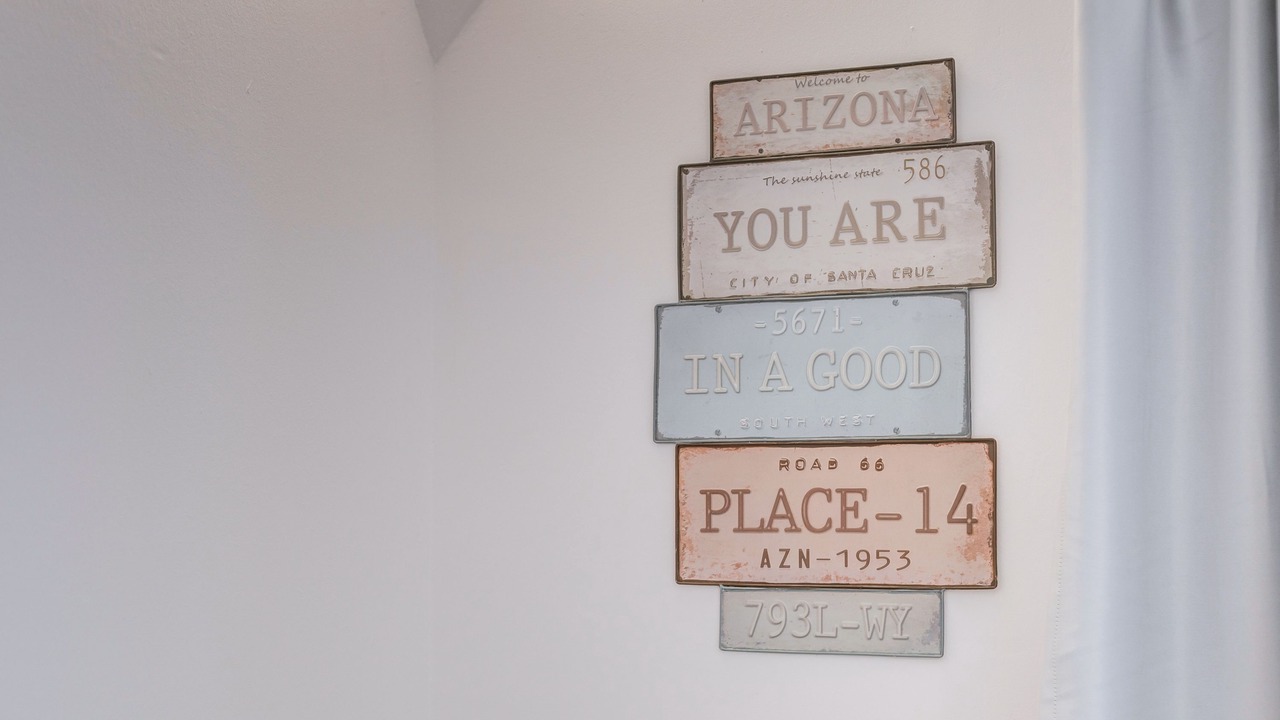 Welcome to
ARIZONA
The sunshine state 586
YOU ARE
CITY OF SANTA CRUZ
-5671-
IN A GOOD
SOUTH WEST
ROAD 66
PLACE-14
AZN-1953
793L-WY